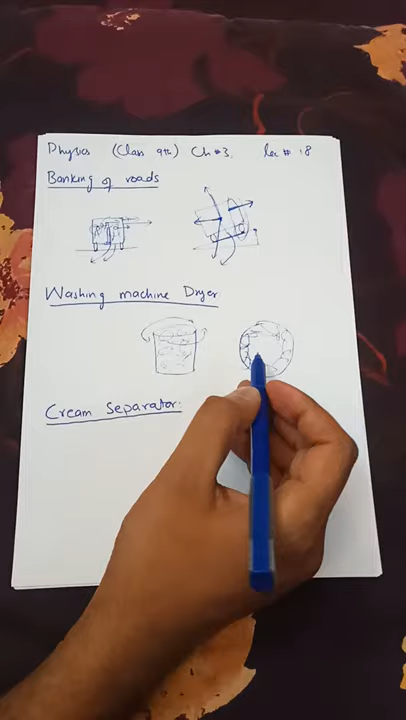 Physics (Class 9th) Ch # 3. lec # 18
Banking of roads
Washing machine Dryer
Cream Separator.